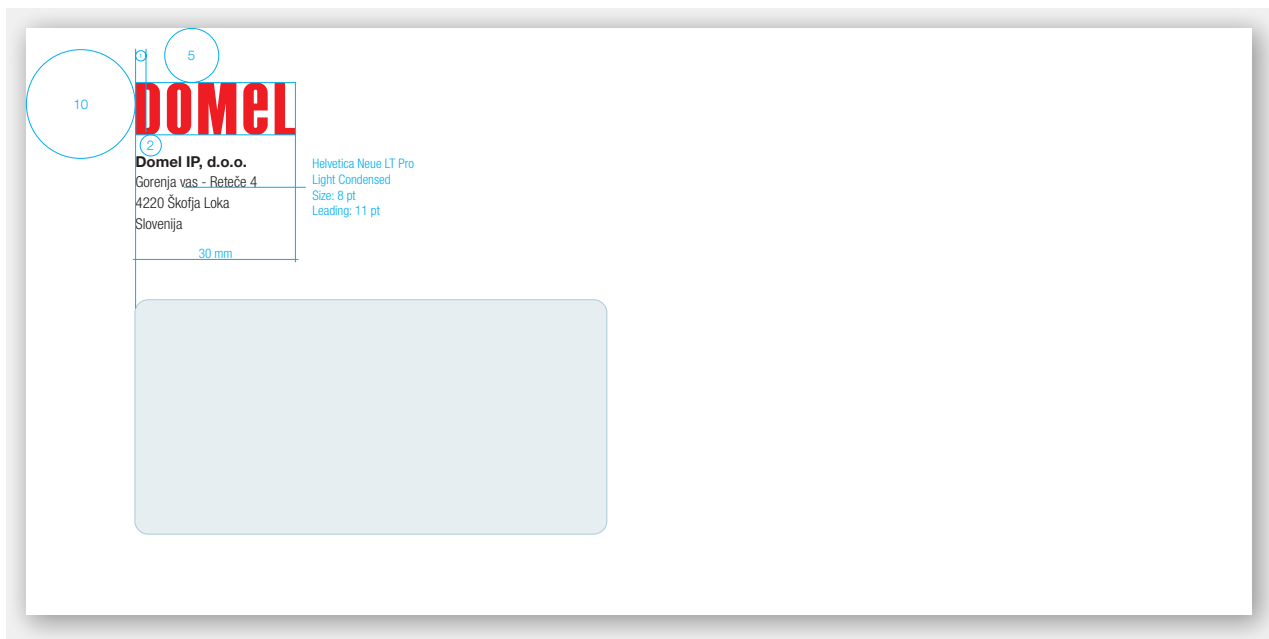 1
5
10
DOMEL
2
Domel IP, d.o.o.
Gorenja vas - Reteče 4
4220 Škofja Loka
Slovenija
Helvetica Neue LT Pro
Light Condensed
Size: 8 pt
Leading: 11 pt
30 mm